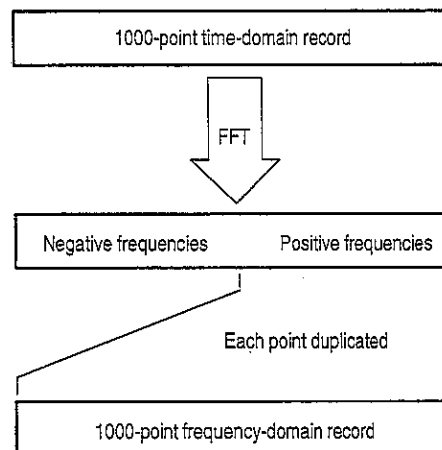 1000-point time-domain record
FFT
Negative frequencies Positive frequencies
Each point duplicated
1000-point frequency-domain record